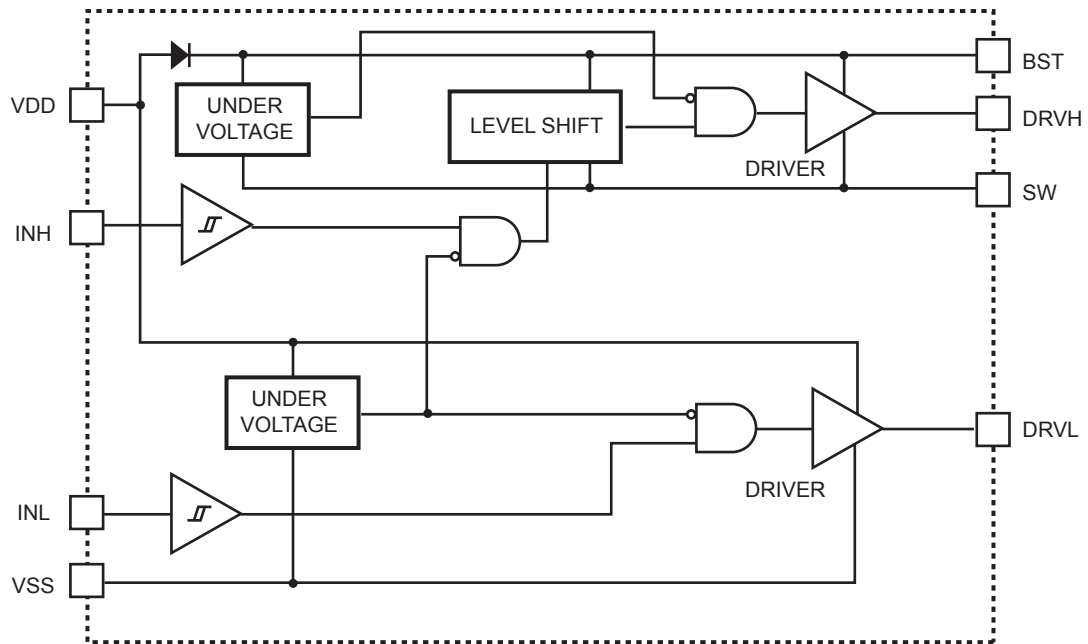 BST
VDD
UNDER
VOLTAGE
LEVEL SHIFT
DRVH
DRIVER
SW
INH
UNDER
VOLTAGE
DRVL
DRIVER
INL
VSS